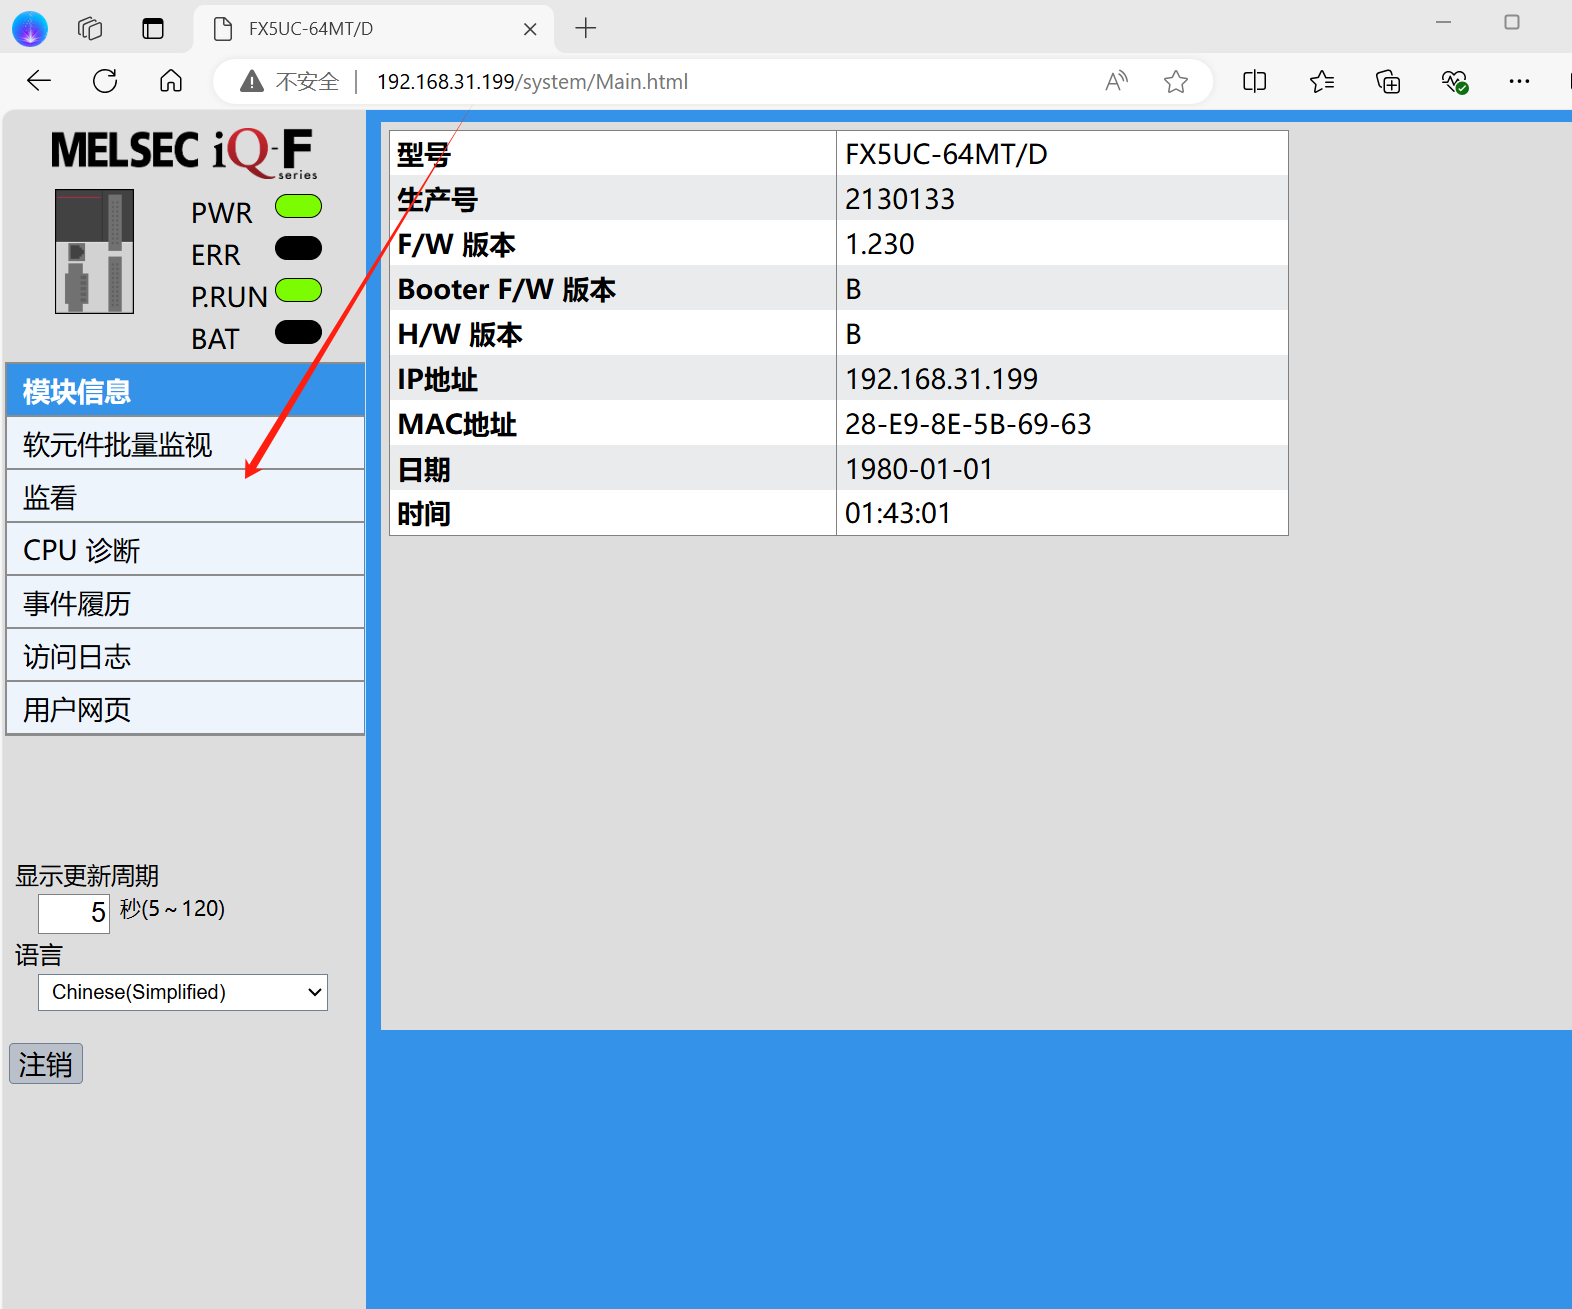 FX5UC-64MT/D
不安全 192.168.31.199/system/Main.html
MELSEC iQ-F
series
PWR
ERR
P.RUN
BAT
模块信息
软元件批量监视
监看
CPU 诊断
事件履历
访问日志
用户网页
显示更新周期
5 秒(5～120)
语言
Chinese(Simplified)
注销
型号 FX5UC-64MT/D
生产号 2130133
F/W 版本 1.230
Booter F/W 版本 B
H/W 版本 B
IP地址 192.168.31.199
MAC地址 28-E9-8E-5B-69-63
日期 1980-01-01
时间 01:43:01